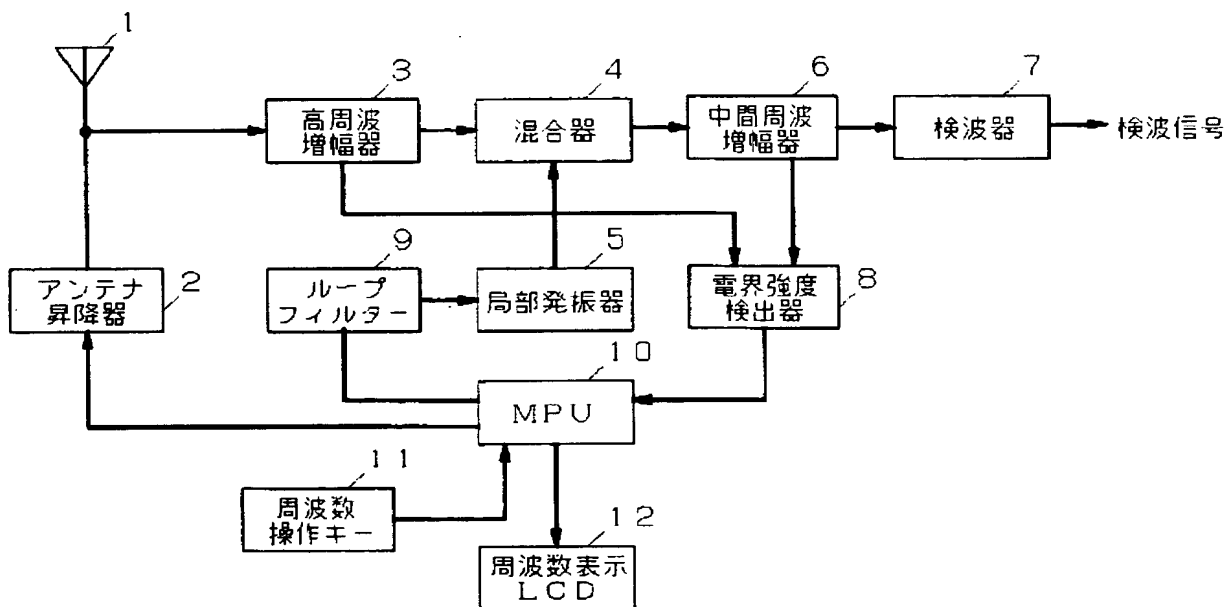 1
3
高周波
増幅器
4
混合器
6
中間周波
増幅器
7
検波器
検波信号
アンテナ
昇降器
2
9
ループ
フィルター
5
局部発振器
電界強度
検出器
8
10
MPU
11
周波数
操作キー
12
周波数表示
LCD